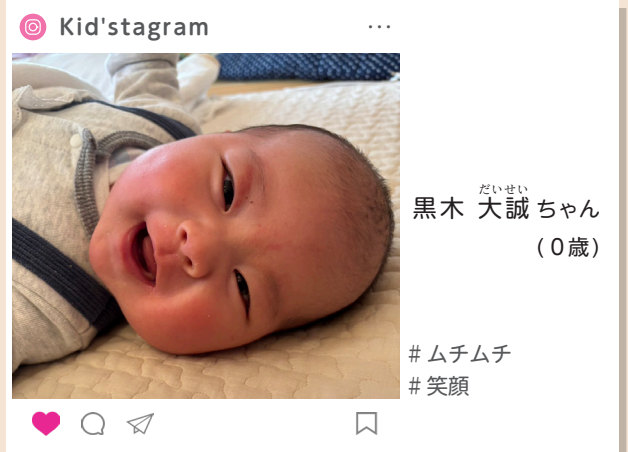 Kid'stagram
だいせい
黒木 大誠 ちゃん
(0歳)
# ムチムチ
# 笑顔